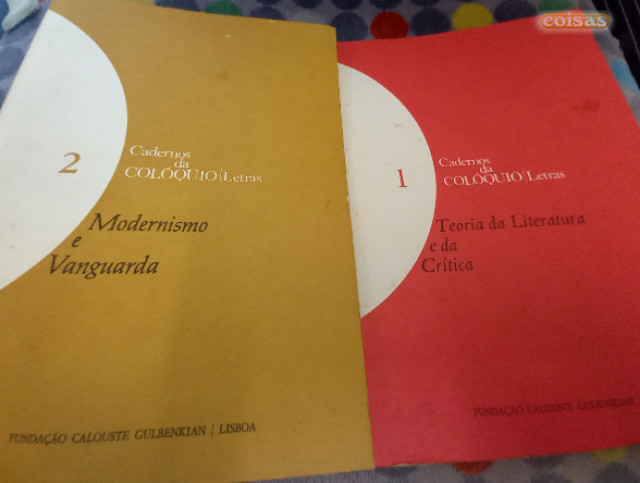 coisas
2
Cadernos
da
COLÓQUIO|Letras
Modernismo
e
Vanguarda
FUNDAÇÃO CALOUSTE GULBENKIAN | LISBOA
1
Cadernos
da
COLÓQUIO|Letras
Teoria da Literatura
e da
Crítica
FUNDAÇÃO CALOUSTE GULBENKIAN